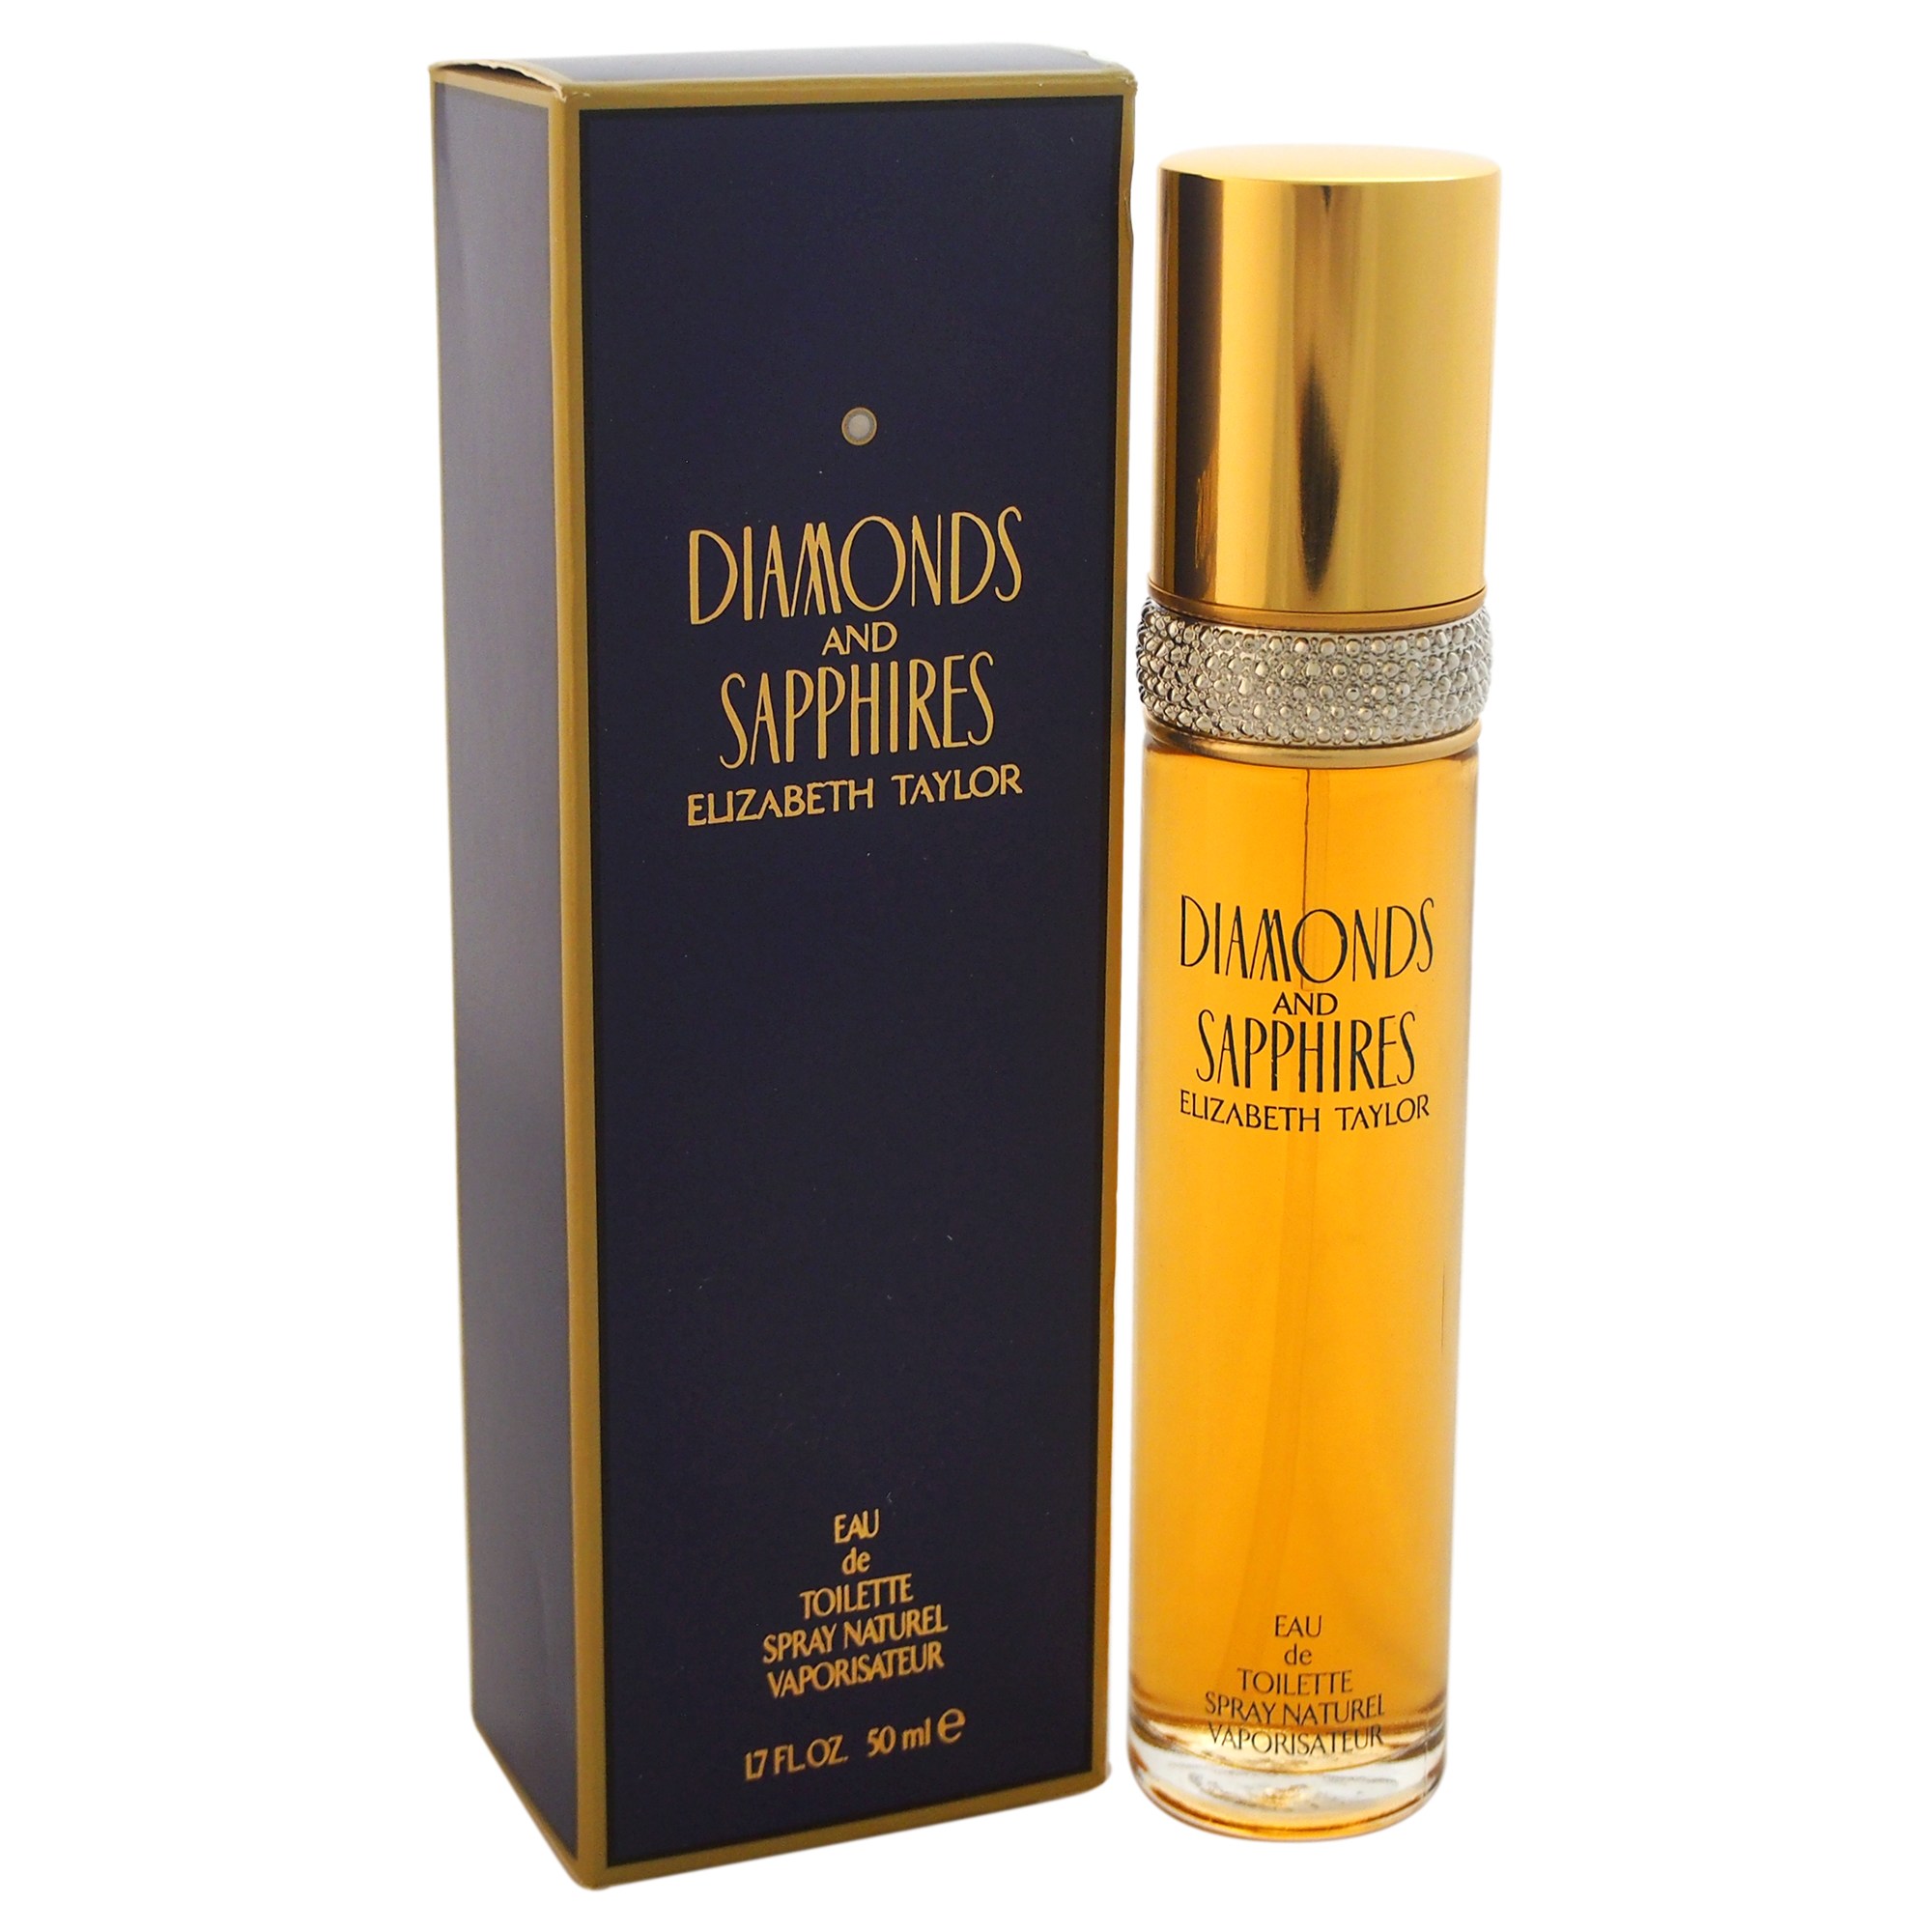 DIAMONDS
AND
SAPPHIRES
ELIZABETH TAYLOR
EAU
de
TOILETTE
SPRAY NATUREL
VAPORISATEUR
1.7 FL.OZ. 50 ml e
DIAMONDS
AND
SAPPHIRES
ELIZABETH TAYLOR
EAU
de
TOILETTE
SPRAY NATUREL
VAPORISATEUR